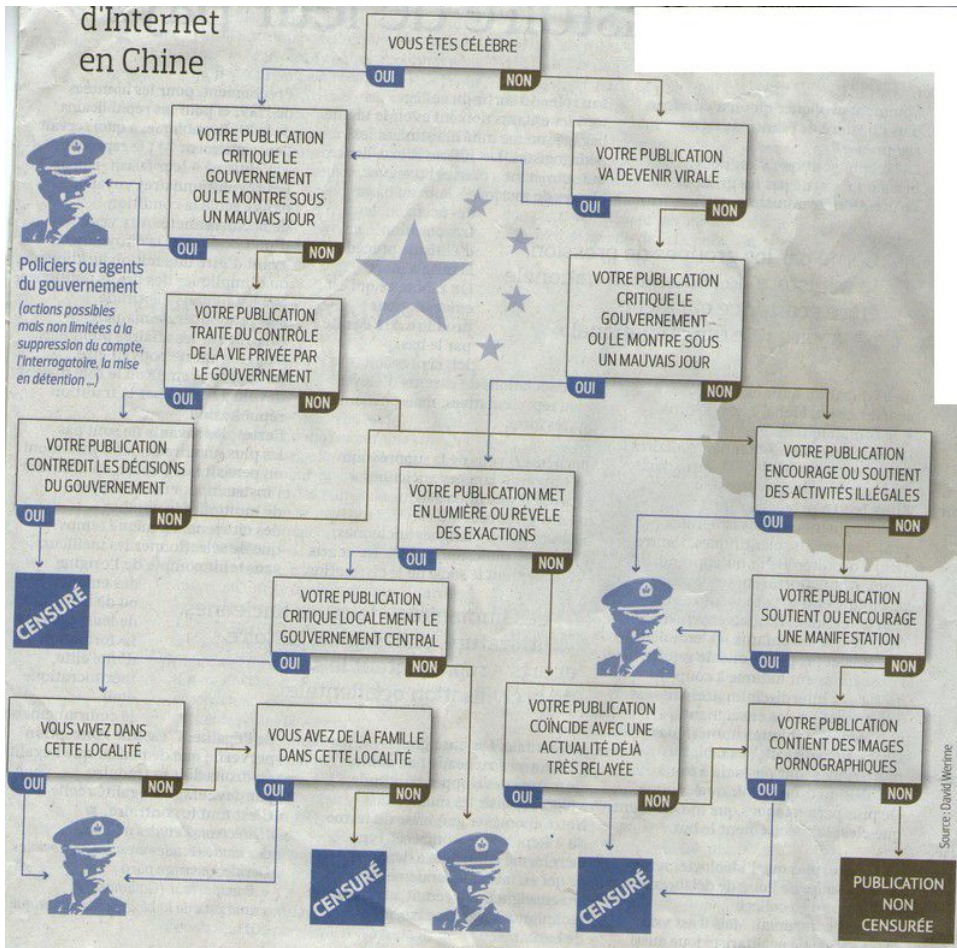 d'Internet
en Chine
VOUS ÊTES CÉLÈBRE
OUI
NON
VOTRE PUBLICATION
CRITIQUE LE
GOUVERNEMENT
OU LE MONTRE SOUS
UN MAUVAIS JOUR
OUI
NON
VOTRE PUBLICATION
VA DEVENIR VIRALE
OUI
NON
Policiers ou agents
du gouvernement
(actions possibles
mais non limitées à la
suppression du compte,
l'interrogatoire, la mise
en détention ...)
VOTRE PUBLICATION
TRAITE DU CONTRÔLE
DE LA VIE PRIVÉE PAR
LE GOUVERNEMENT
OUI
NON
VOTRE PUBLICATION
CRITIQUE LE
GOUVERNEMENT
OU LE MONTRE SOUS
UN MAUVAIS JOUR
OUI
NON
VOTRE PUBLICATION
CONTREDIT LES DÉCISIONS
DU GOUVERNEMENT
OUI
NON
VOTRE PUBLICATION MET
EN LUMIÈRE OU RÉVÈLE
DES EXACTIONS
OUI
NON
VOTRE PUBLICATION
ENCOURAGE OU SOUTIENT
DES ACTIVITÉS ILLÉGALES
OUI
NON
CENSURÉ
VOTRE PUBLICATION
CRITIQUE LOCALEMENT LE
GOUVERNEMENT CENTRAL
OUI
NON
VOTRE PUBLICATION
SOUTIENT OU ENCOURAGE
UNE MANIFESTATION
OUI
NON
VOUS VIVEZ DANS
CETTE LOCALITÉ
OUI
NON
VOUS AVEZ DE LA FAMILLE
DANS CETTE LOCALITÉ
OUI
NON
VOTRE PUBLICATION
COÏNCIDE AVEC UNE
ACTUALITÉ DÉJÀ
TRÈS RELAYÉE
OUI
NON
VOTRE PUBLICATION
CONTIENT DES IMAGES
PORNOGRAPHIQUES
OUI
NON
CENSURÉ
CENSURÉ
PUBLICATION
NON
CENSURÉE
Source : David Wertime